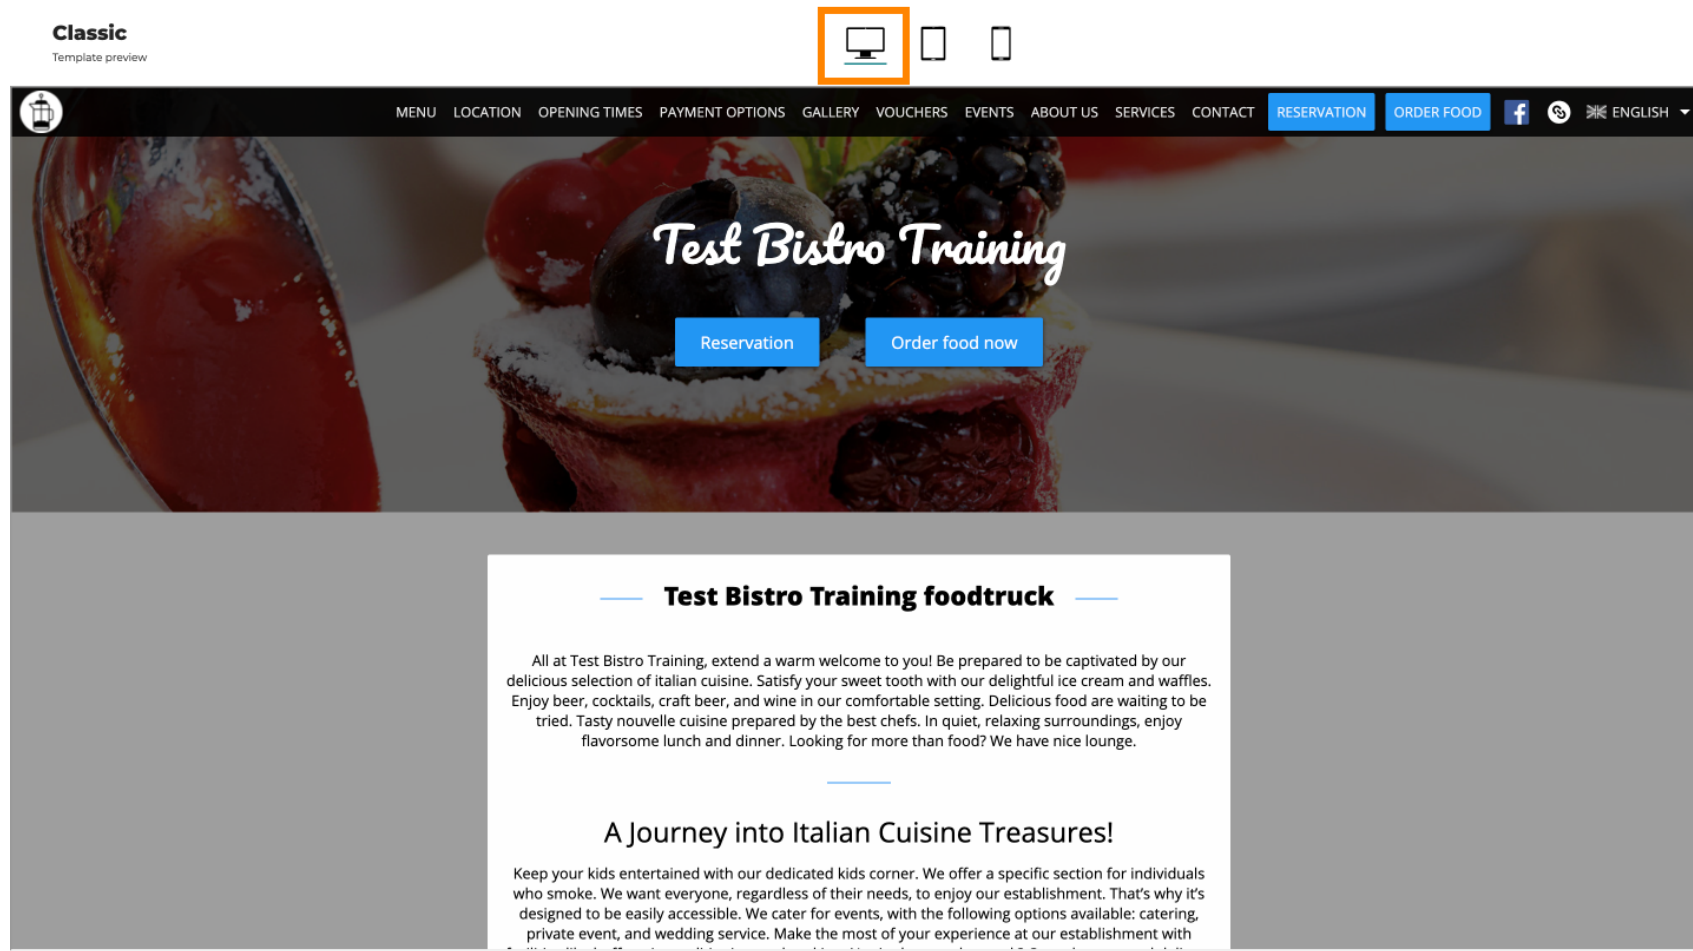 Classic
Template preview
MENU LOCATION OPENING TIMES PAYMENT OPTIONS GALLERY VOUCHERS EVENTS ABOUT US SERVICES CONTACT RESERVATION ORDER FOOD ENGLISH
Test Bistro Training
Reservation Order food now
Test Bistro Training foodtruck
All at Test Bistro Training, extend a warm welcome to you! Be prepared to be captivated by our
delicious selection of italian cuisine. Satisfy your sweet tooth with our delightful ice cream and waffles.
Enjoy beer, cocktails, craft beer, and wine in our comfortable setting. Delicious food are waiting to be
tried. Tasty nouvelle cuisine prepared by the best chefs. In quiet, relaxing surroundings, enjoy
flavorsome lunch and dinner. Looking for more than food? We have nice lounge.
A Journey into Italian Cuisine Treasures!
Keep your kids entertained with our dedicated kids corner. We offer a specific section for individuals
who smoke. We want everyone, regardless of their needs, to enjoy our establishment. That's why it's
designed to be easily accessible. We cater for events, with the following options available: catering,
private event, and wedding service. Make the most of your experience at our establishment with